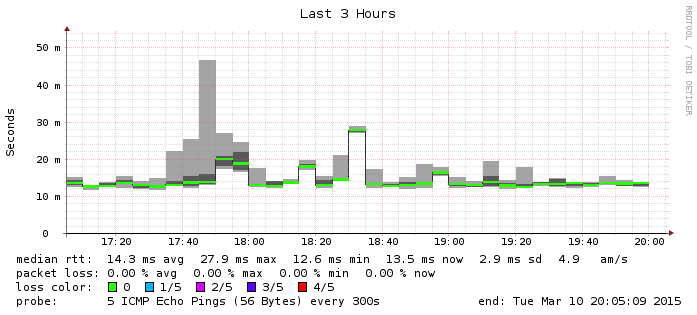 Last 3 Hours
RRDTOOL / TOBI OETIKER
Seconds
50 m
40 m
30 m
20 m
10 m
0
17:20 17:40 18:00 18:20 18:40 19:00 19:20 19:40 20:00
median rtt: 14.3 ms avg 27.9 ms max 12.6 ms min 13.5 ms now 2.9 ms sd 4.9 am/s
packet loss: 0.00 % avg 0.00 % max 0.00 % min 0.00 % now
loss color: 0 1/5 2/5 3/5 4/5
probe: 5 ICMP Echo Pings (56 Bytes) every 300s end: Tue Mar 10 20:05:09 2015